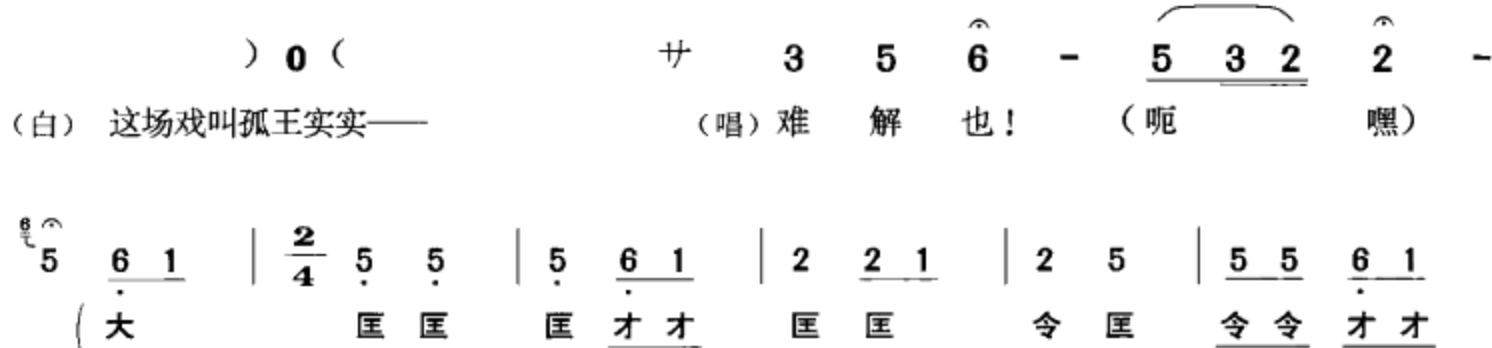 ）0（ サ 3 5 6 - 5 3 2 2 -
（白）这场戏叫孤王实实——（唱）难 解 也！（呃 嘿）
6 5 6 1 | 2/4 5 5 | 5 6 1 | 2 2 1 | 2 5 | 5 5 6 1
（大 匡 匡 匡 才 才 匡 匡 令 匡 令 令 才 才